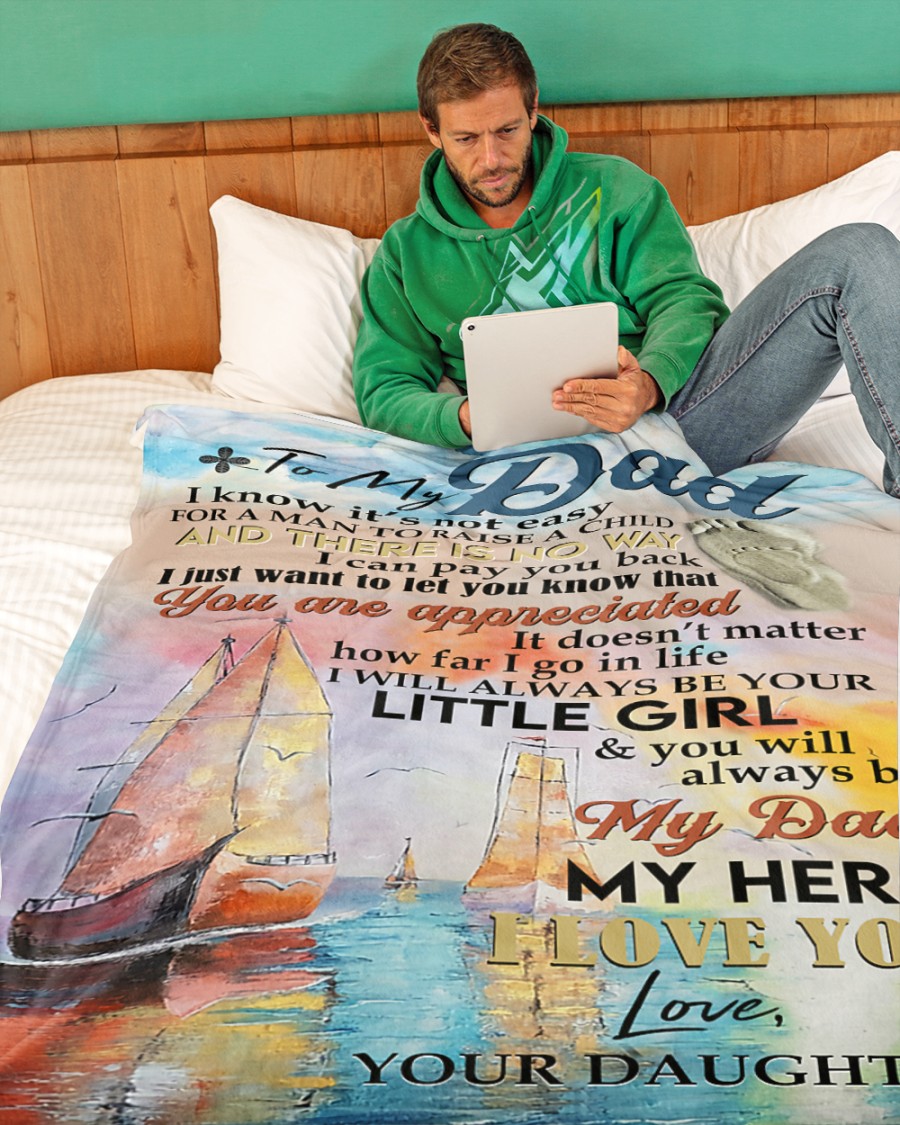 To My Dad
I know it's not easy
FOR A MAN TO RAISE A CHILD
AND THERE IS NO WAY
I can pay you back
I just want to let you know that
You are appreciated
It doesn't matter
how far I go in life
I WILL ALWAYS BE YOUR
LITTLE GIRL
& you will
always b
My Da
MY HER
I LOVE YO
Love,
YOUR DAUGHT